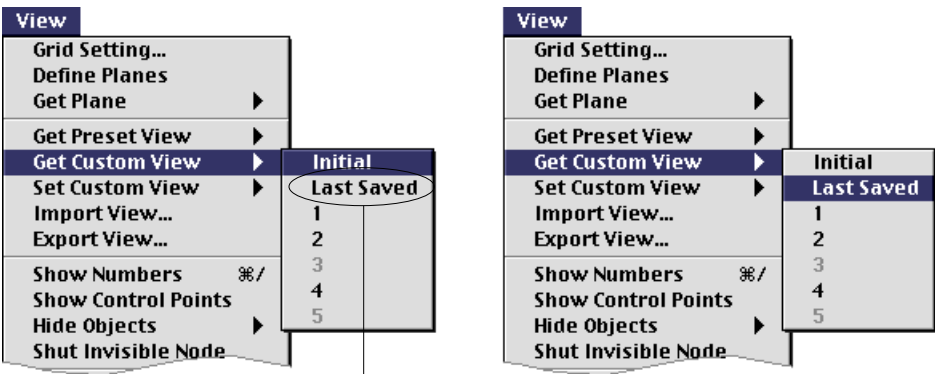 View
Grid Setting...
Define Planes
Get Plane
Get Preset View
Get Custom View
Set Custom View
Import View...
Export View...
Show Numbers ⌘/
Show Control Points
Hide Objects
Shut Invisible Node
Initial
Last Saved
1
2
3
4
5
View
Grid Setting...
Define Planes
Get Plane
Get Preset View
Get Custom View
Set Custom View
Import View...
Export View...
Show Numbers ⌘/
Show Control Points
Hide Objects
Shut Invisible Node
Initial
Last Saved
1
2
3
4
5